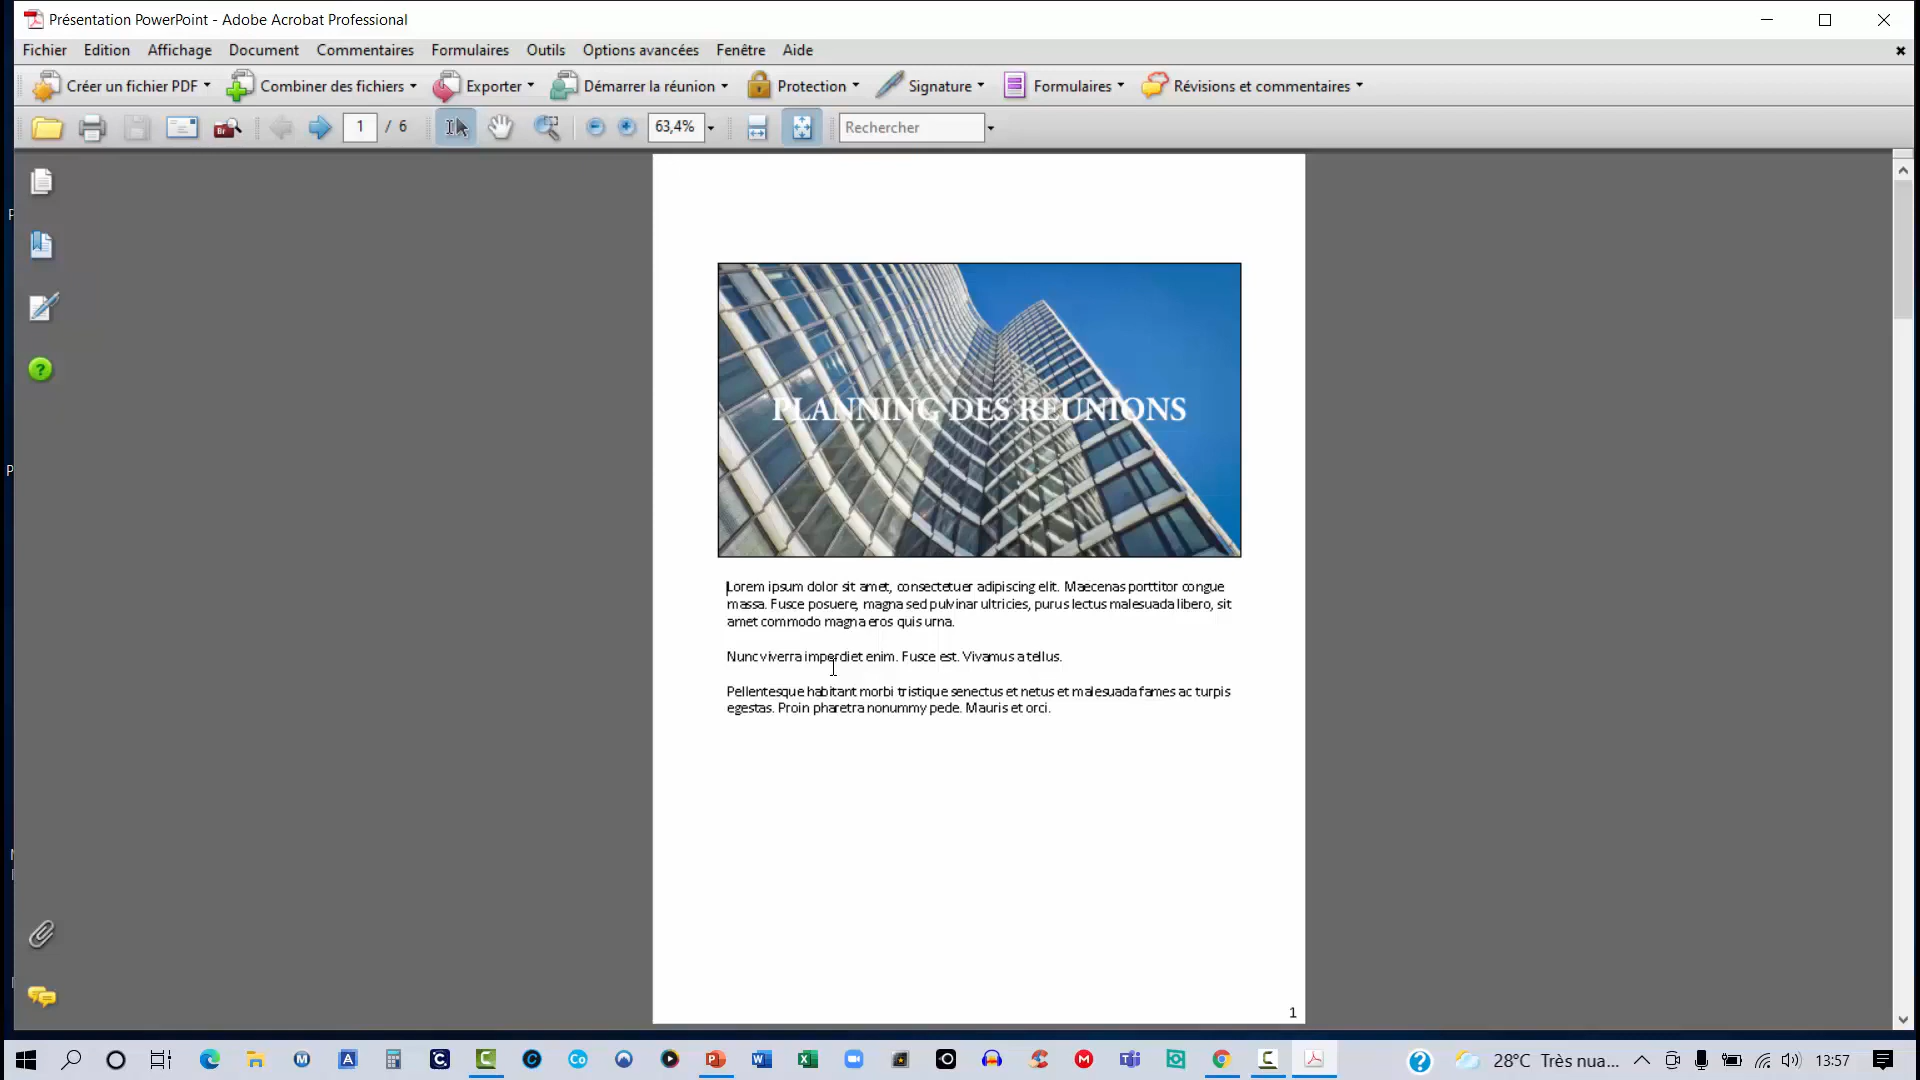 Présentation PowerPoint - Adobe Acrobat Professional
Fichier Edition Affichage Document Commentaires Formulaires Outils Options avancées Fenêtre Aide
Créer un fichier PDF Combiner des fichiers Exporter Démarrer la réunion Protection Signature Formulaires Révisions et commentaires
1 / 6 63,4% Rechercher
PLANNING DES REUNIONS
Lorem ipsum dolor sit amet, consectetuer adipiscing elit. Maecenas porttitor congue
massa. Fusce posuere, magna sed pulvinar ultricies, purus lectus malesuada libero, sit
amet commodo magna eros quis urna.
Nunc viverra imperdiet enim. Fusce est. Vivamus a tellus.
Pellentesque habitant morbi tristique senectus et netus et malesuada fames ac turpis
egestas. Proin pharetra nonummy pede. Mauris et orci.
1
28°C Très nua... 13:57